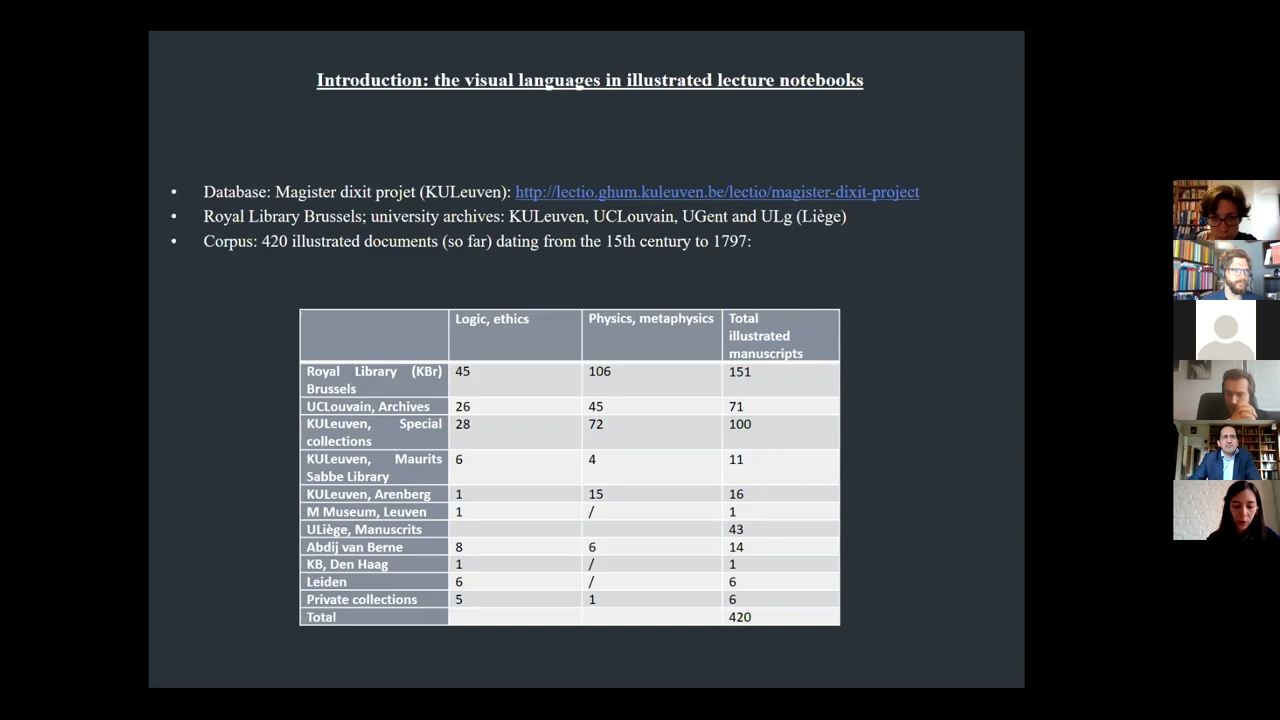 Introduction: the visual languages in illustrated lecture notebooks
• Database: Magister dixit projet (KULeuven): http://lectio.ghum.kuleuven.be/lectio/magister-dixit-project
• Royal Library Brussels; university archives: KULeuven, UCLouvain, UGent and ULg (Liège)
• Corpus: 420 illustrated documents (so far) dating from the 15th century to 1797:
Logic, ethics Physics, metaphysics Total
illustrated
manuscripts
Royal Library (KBr) 45 106 151
Brussels
UCLouvain, Archives 26 45 71
KULeuven, Special 28 72 100
collections
KULeuven, Maurits 6 4 11
Sabbe Library
KULeuven, Arenberg 1 15 16
M Museum, Leuven 1 / 1
ULiège, Manuscrits 43
Abdij van Berne 8 6 14
KB, Den Haag 1 / 1
Leiden 6 / 6
Private collections 5 1 6
Total 420